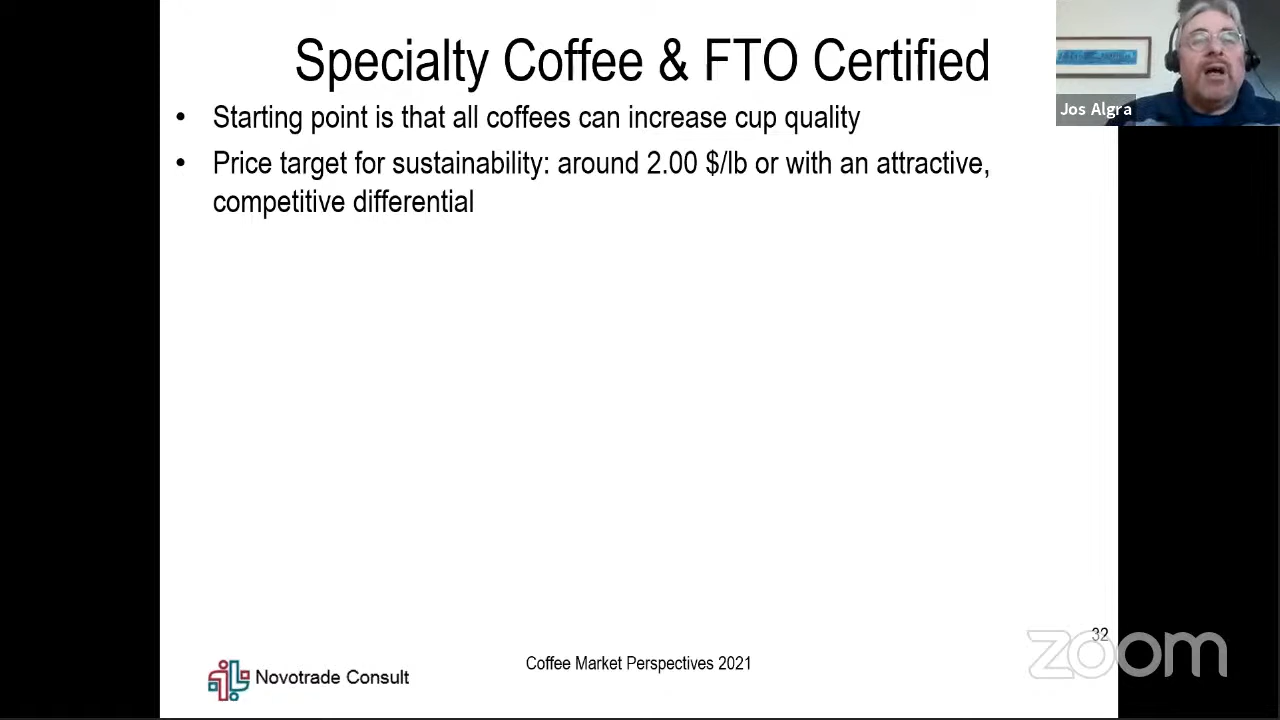 Specialty Coffee & FTO Certified
• Starting point is that all coffees can increase cup quality
• Price target for sustainability: around 2.00 $/lb or with an attractive,
competitive differential
Jos Algra
32
Coffee Market Perspectives 2021
Novotrade Consult
zoom